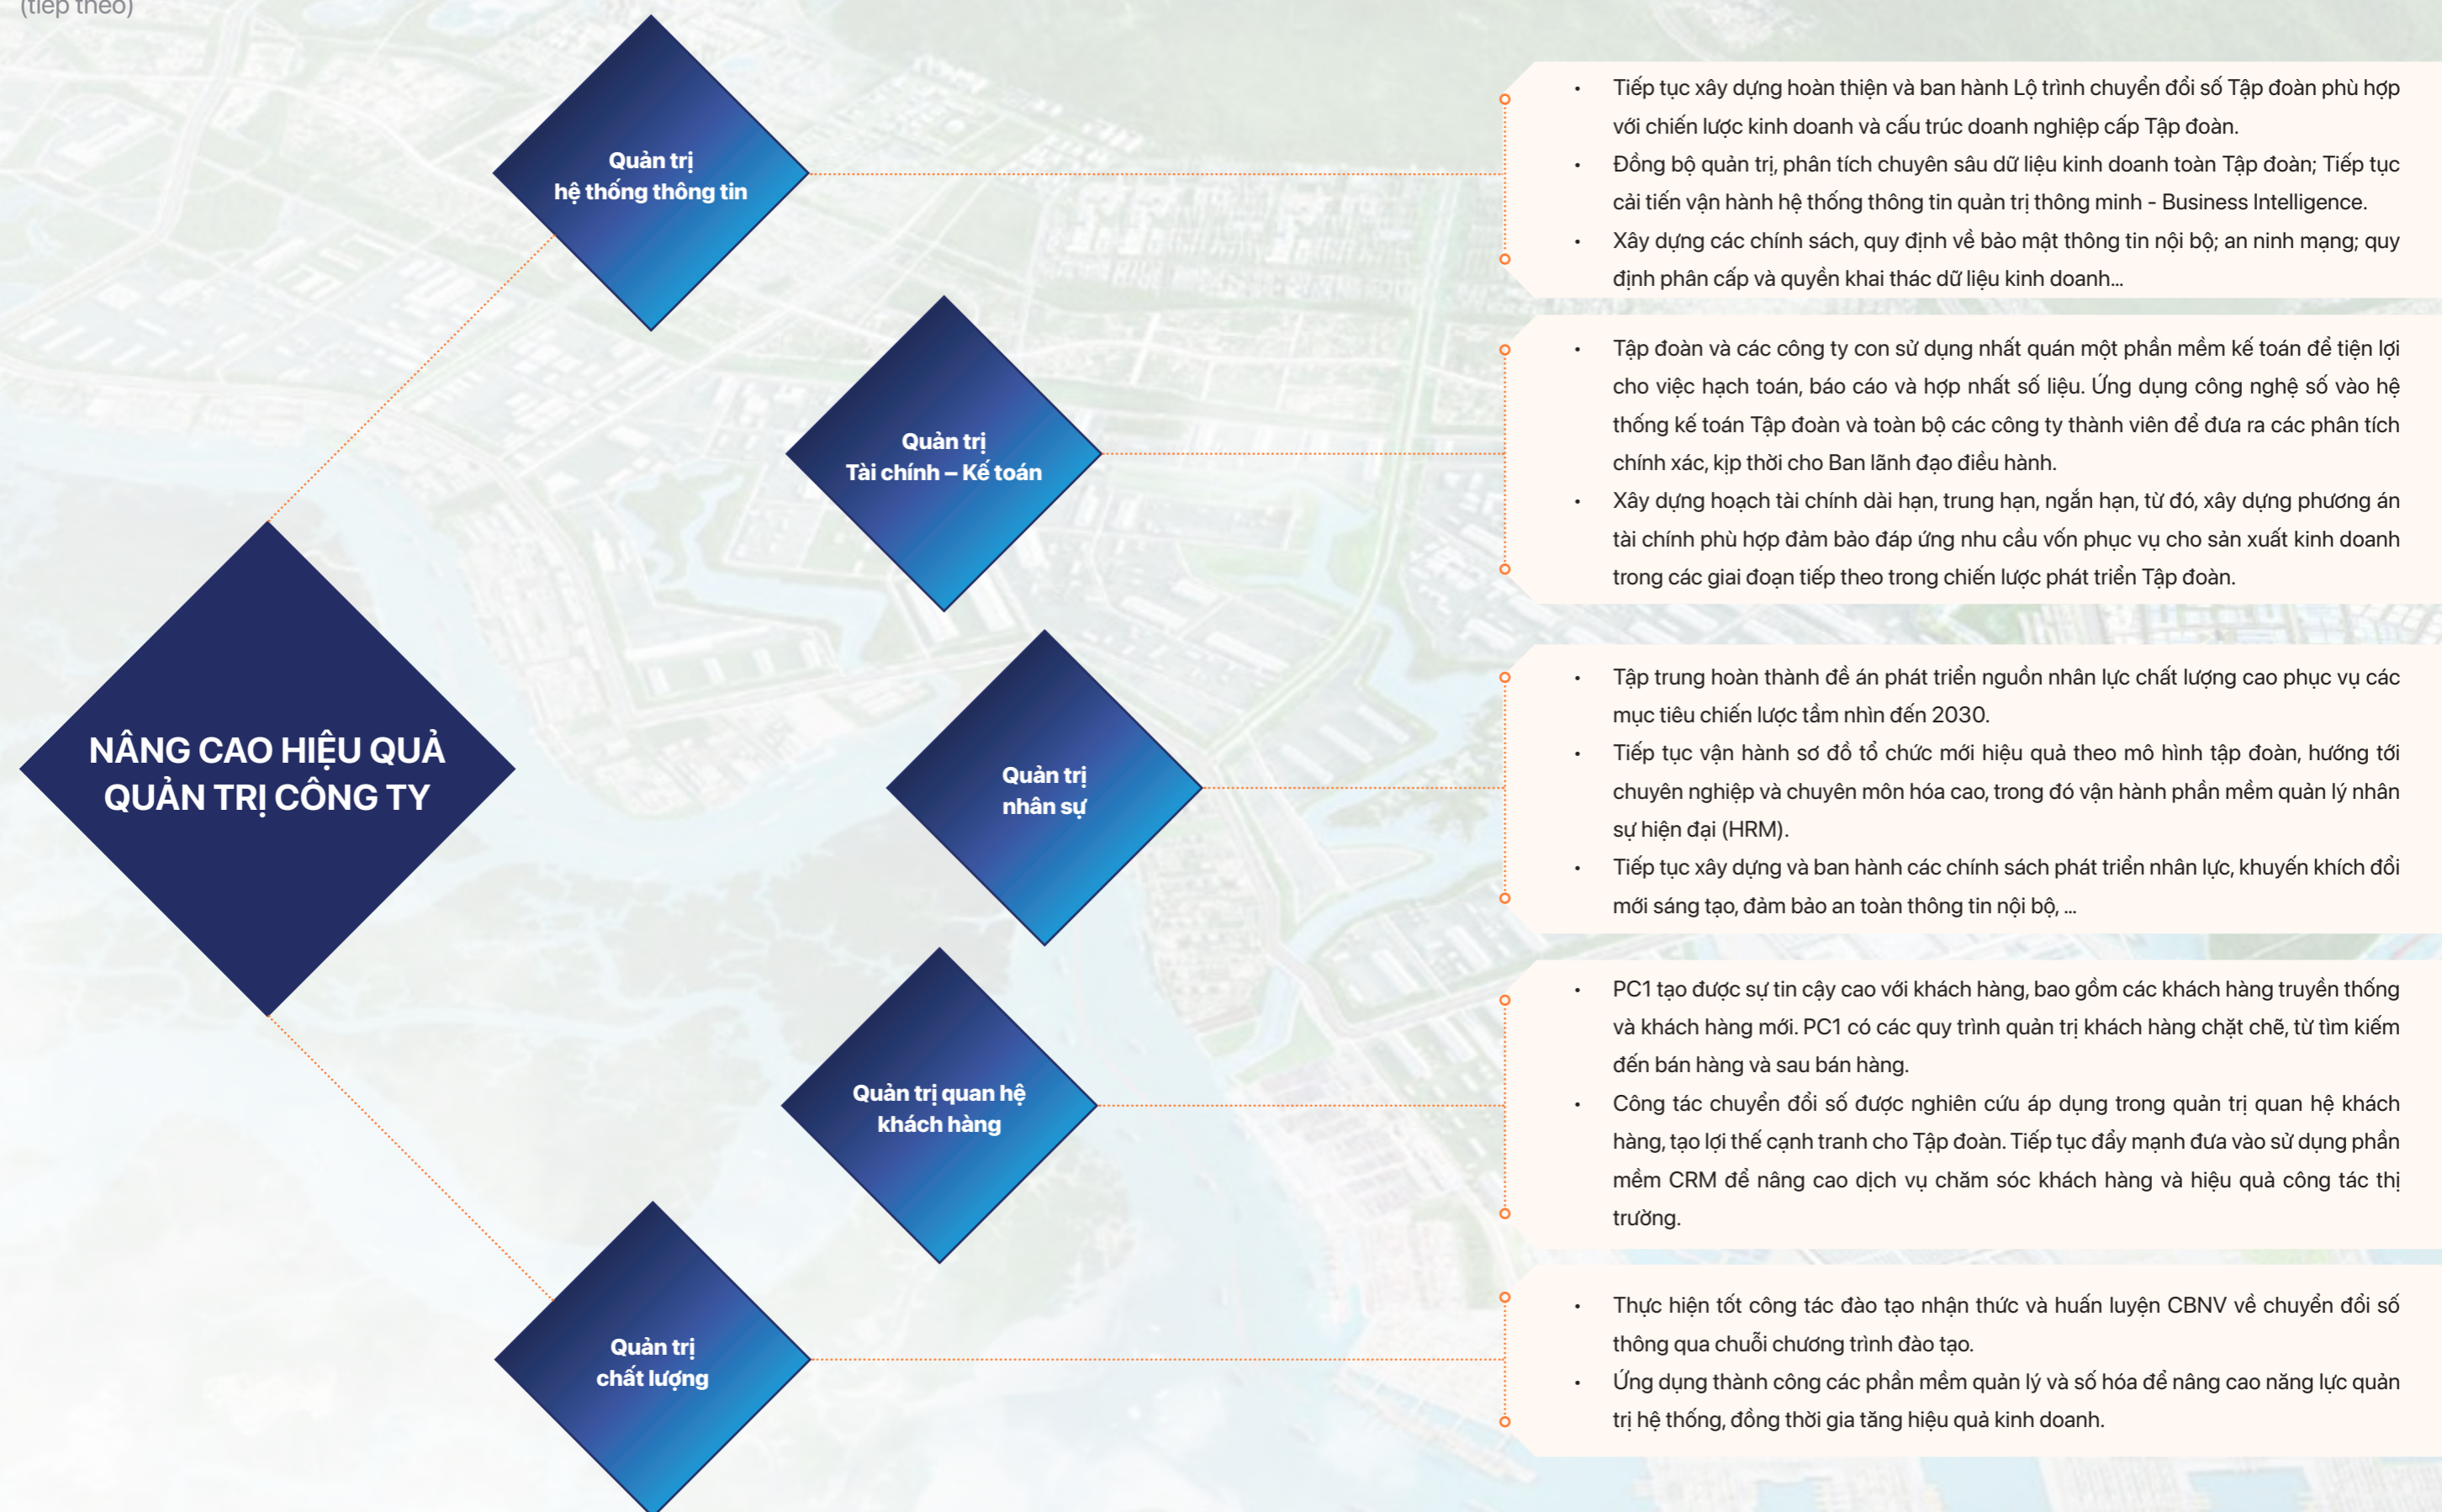 (tiếp theo)
Quản trị
hệ thống thông tin
• Tiếp tục xây dựng hoàn thiện và ban hành Lộ trình chuyển đổi số Tập đoàn phù hợp
với chiến lược kinh doanh và cấu trúc doanh nghiệp cấp Tập đoàn.
• Đồng bộ quản trị, phân tích chuyên sâu dữ liệu kinh doanh toàn Tập đoàn; Tiếp tục
cải tiến vận hành hệ thống thông tin quản trị thông minh - Business Intelligence.
• Xây dựng các chính sách, quy định về bảo mật thông tin nội bộ; an ninh mạng; quy
định phân cấp và quyền khai thác dữ liệu kinh doanh...
Quản trị
Tài chính – Kế toán
• Tập đoàn và các công ty con sử dụng nhất quán một phần mềm kế toán để tiện lợi
cho việc hạch toán, báo cáo và hợp nhất số liệu. Ứng dụng công nghệ số vào hệ
thống kế toán Tập đoàn và toàn bộ các công ty thành viên để đưa ra các phân tích
chính xác, kịp thời cho Ban lãnh đạo điều hành.
• Xây dựng hoạch tài chính dài hạn, trung hạn, ngắn hạn, từ đó, xây dựng phương án
tài chính phù hợp đảm bảo đáp ứng nhu cầu vốn phục vụ cho sản xuất kinh doanh
trong các giai đoạn tiếp theo trong chiến lược phát triển Tập đoàn.
NÂNG CAO HIỆU QUẢ
QUẢN TRỊ CÔNG TY
Quản trị
nhân sự
• Tập trung hoàn thành đề án phát triển nguồn nhân lực chất lượng cao phục vụ các
mục tiêu chiến lược tầm nhìn đến 2030.
• Tiếp tục vận hành sơ đồ tổ chức mới hiệu quả theo mô hình tập đoàn, hướng tới
chuyên nghiệp và chuyên môn hóa cao, trong đó vận hành phần mềm quản lý nhân
sự hiện đại (HRM).
• Tiếp tục xây dựng và ban hành các chính sách phát triển nhân lực, khuyến khích đổi
mới sáng tạo, đảm bảo an toàn thông tin nội bộ, ...
Quản trị quan hệ
khách hàng
• PC1 tạo được sự tin cậy cao với khách hàng, bao gồm các khách hàng truyền thống
và khách hàng mới. PC1 có các quy trình quản trị khách hàng chặt chẽ, từ tìm kiếm
đến bán hàng và sau bán hàng.
• Công tác chuyển đổi số được nghiên cứu áp dụng trong quản trị quan hệ khách
hàng, tạo lợi thế cạnh tranh cho Tập đoàn. Tiếp tục đẩy mạnh đưa vào sử dụng phần
mềm CRM để nâng cao dịch vụ chăm sóc khách hàng và hiệu quả công tác thị
trường.
Quản trị
chất lượng
• Thực hiện tốt công tác đào tạo nhận thức và huấn luyện CBNV về chuyển đổi số
thông qua chuỗi chương trình đào tạo.
• Ứng dụng thành công các phần mềm quản lý và số hóa để nâng cao năng lực quản
trị hệ thống, đồng thời gia tăng hiệu quả kinh doanh.